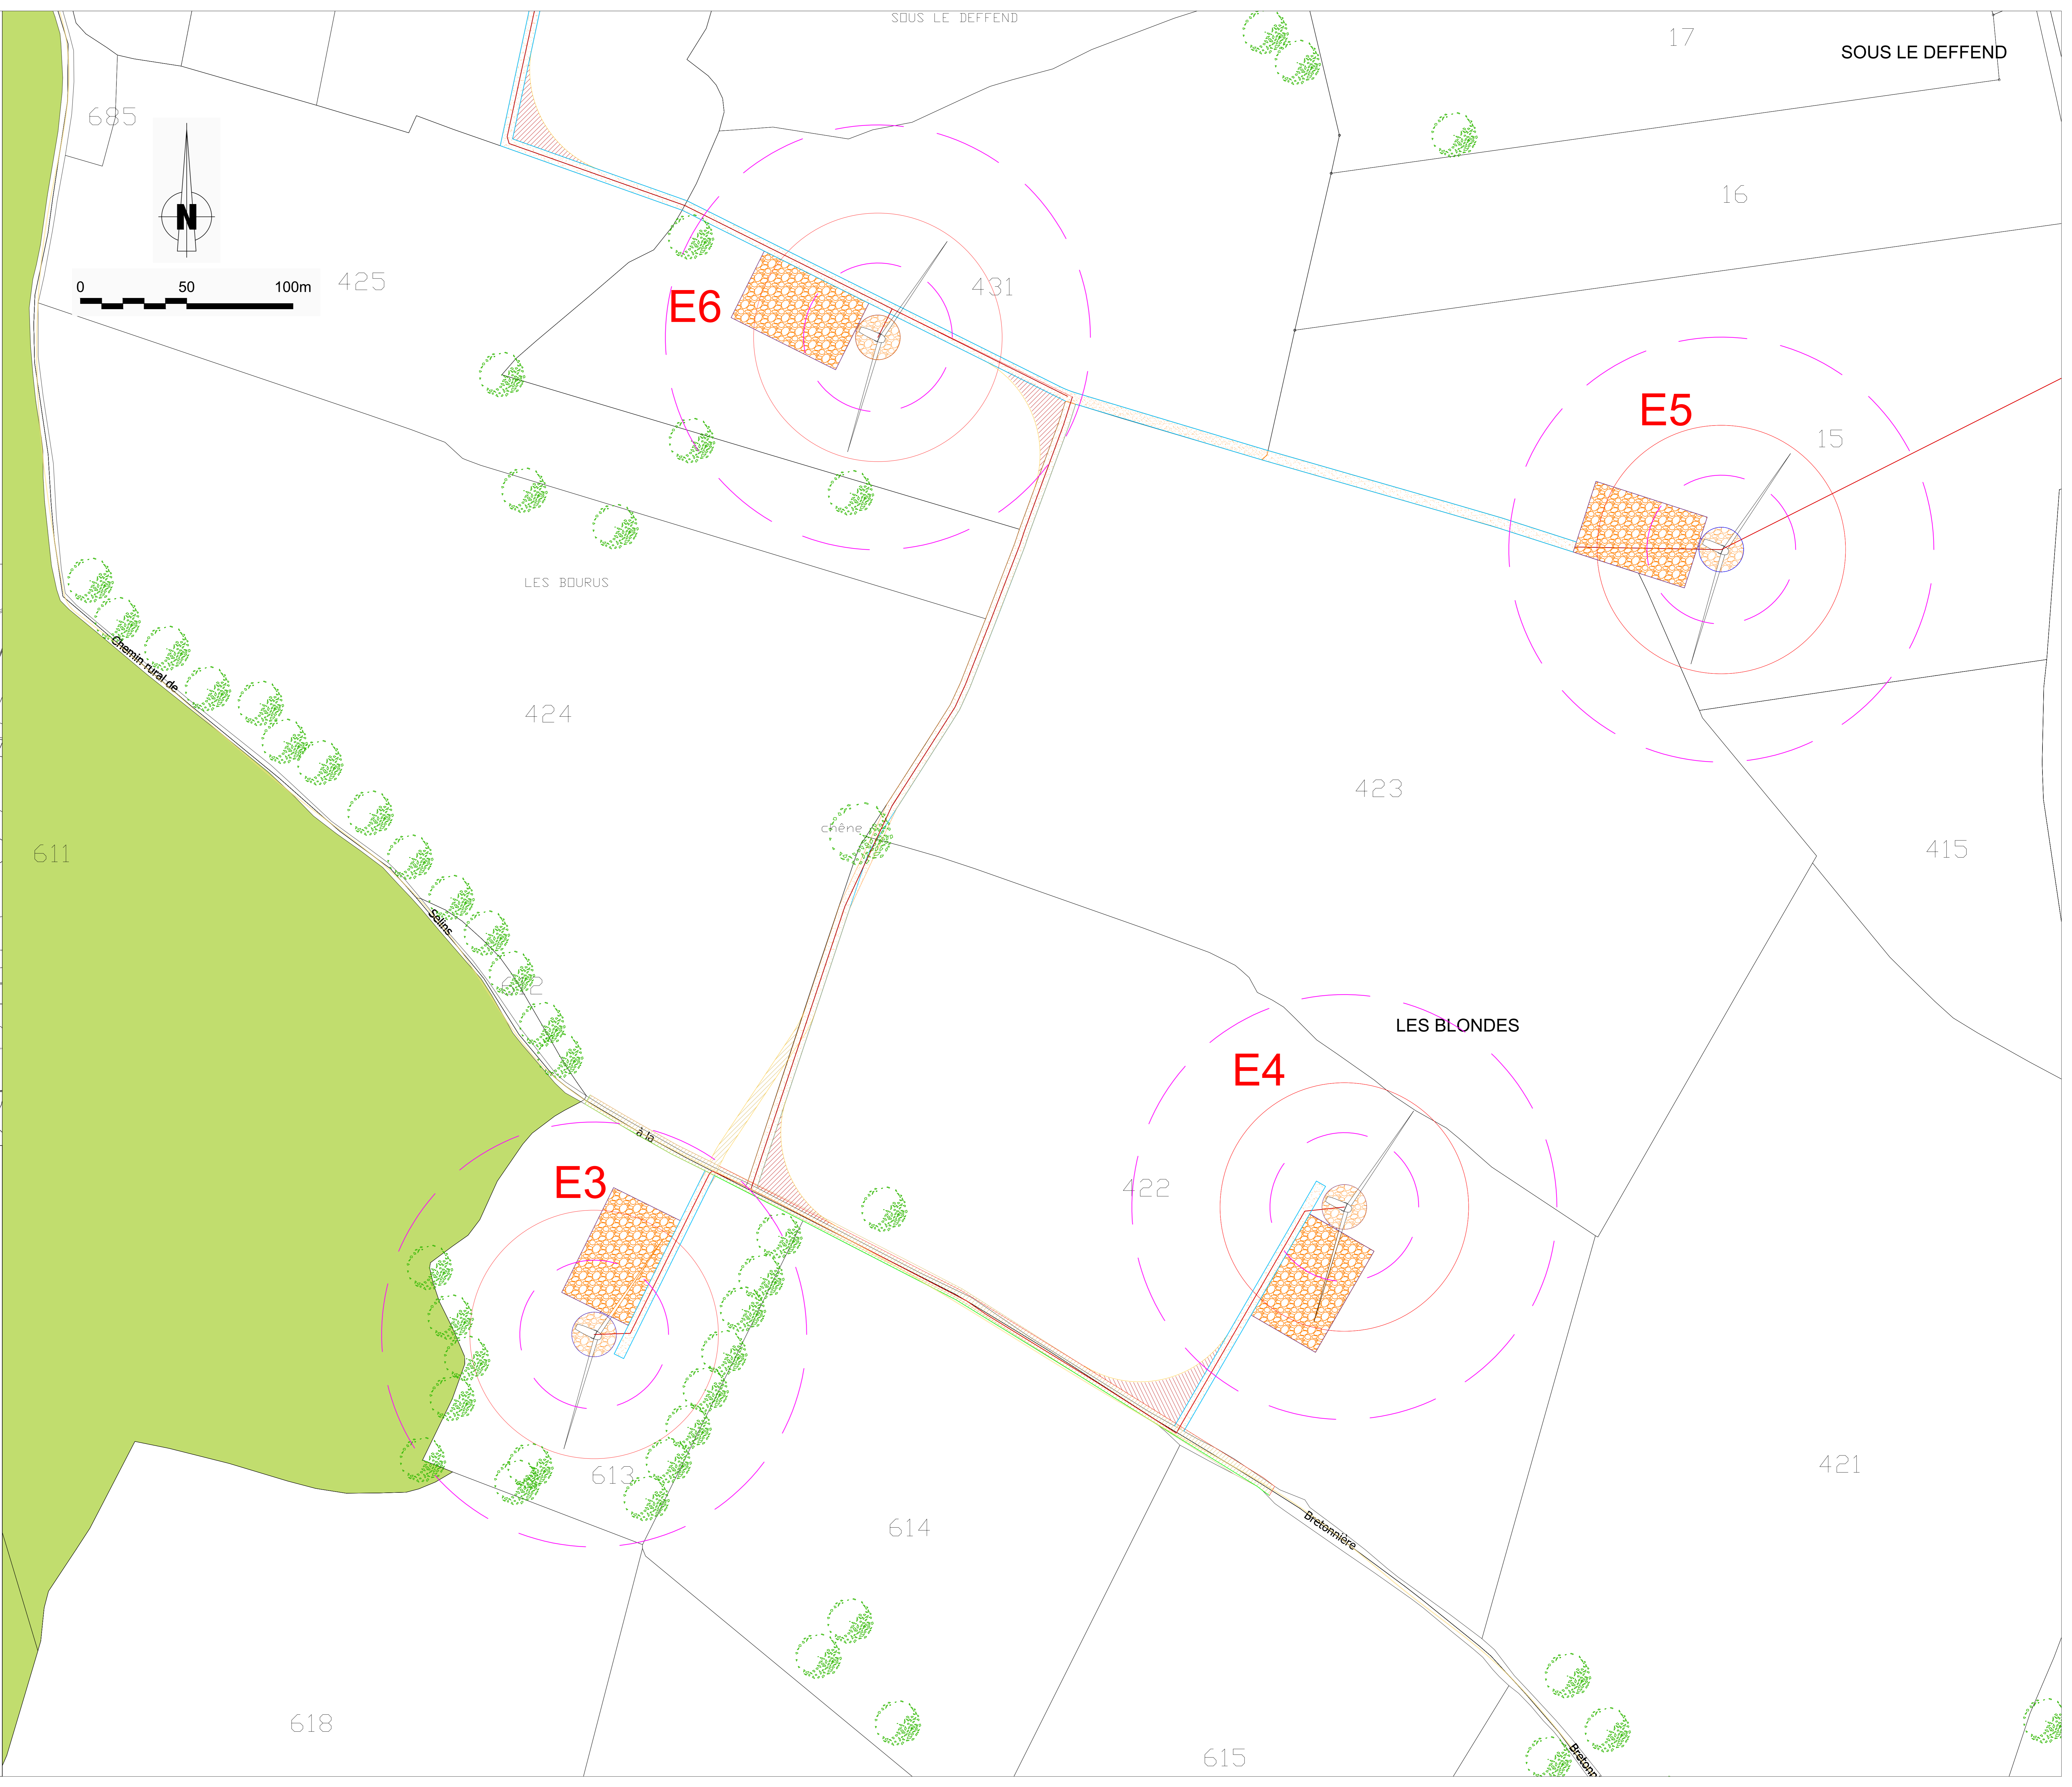 SOUS LE DEFFEND
17
SOUS LE DEFFEND
685
16
N
0 50 100m
425
431
E6
E5
15
LES BOURUS
Chemin rural de
424
423
chêne
611
415
Selins
612
LES BLONDES
E4
à la
E3
422
613
421
614
Bretonnière
618
615